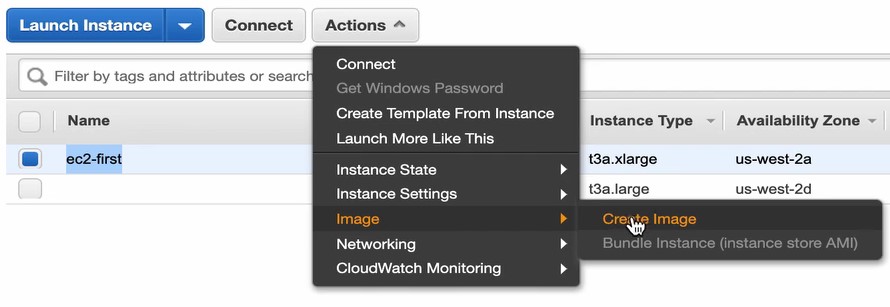 Launch Instance Connect Actions
Filter by tags and attributes or search
Connect
Get Windows Password
Create Template From Instance
Launch More Like This
Name Instance Type Availability Zone
ec2-first t3a.xlarge us-west-2a
Instance State
Instance Settings t3a.large us-west-2d
Image Create Image
Networking Bundle Instance (instance store AMI)
CloudWatch Monitoring